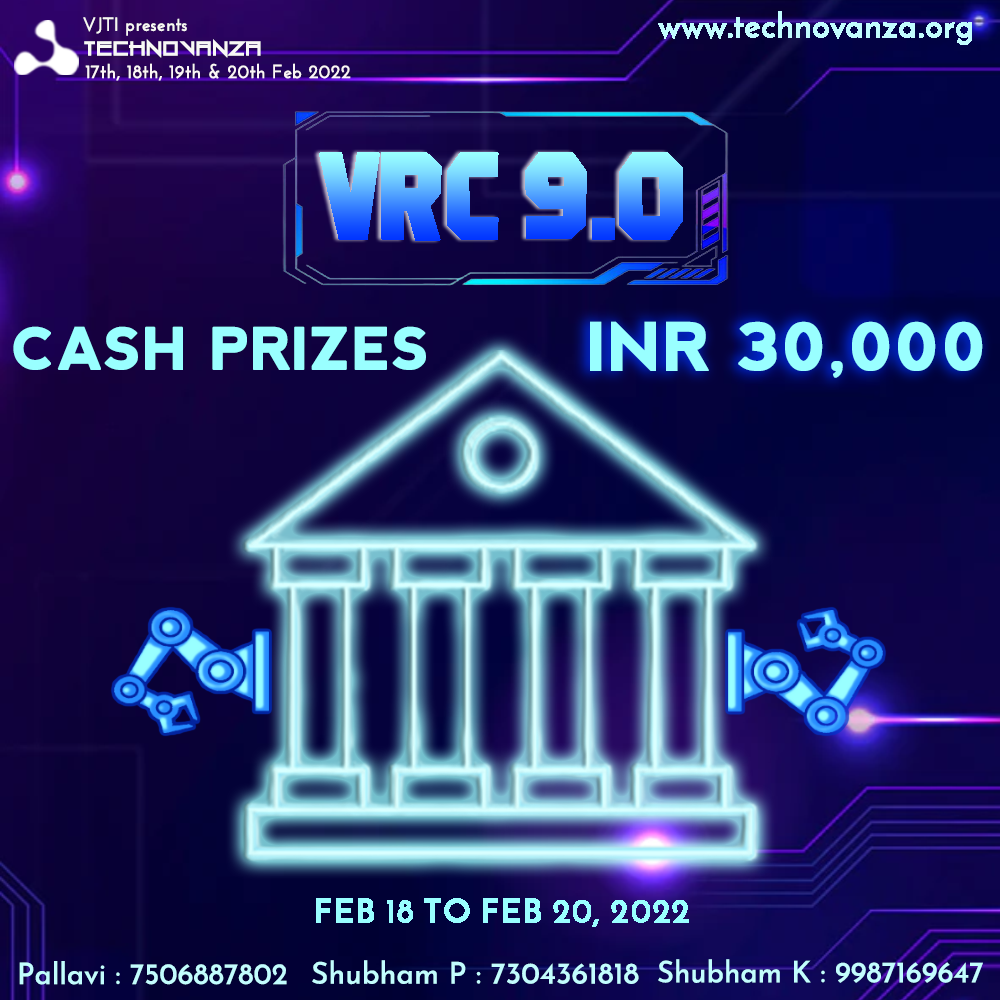 VJTI presents
TECHNOVANZA
17th, 18th, 19th & 20th Feb 2022
www.technovanza.org
VRC 9.0
CASH PRIZES
INR 30,000
FEB 18 TO FEB 20, 2022
Pallavi : 7506887802 Shubham P : 7304361818 Shubham K : 9987169647